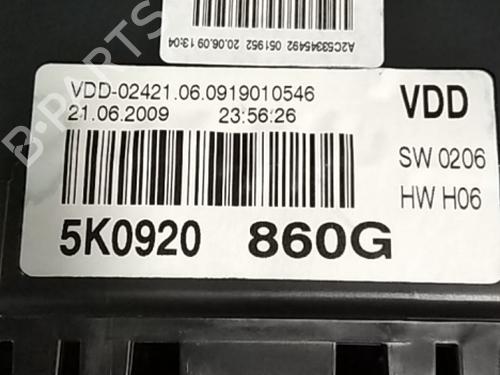 A2C53345492 051952 20.06.09 13:04
VDD-02421.06.0919010546
21.06.2009 23:56:26
VDD
SW 0206
HW H06
5K0920 860G
B-PARTS